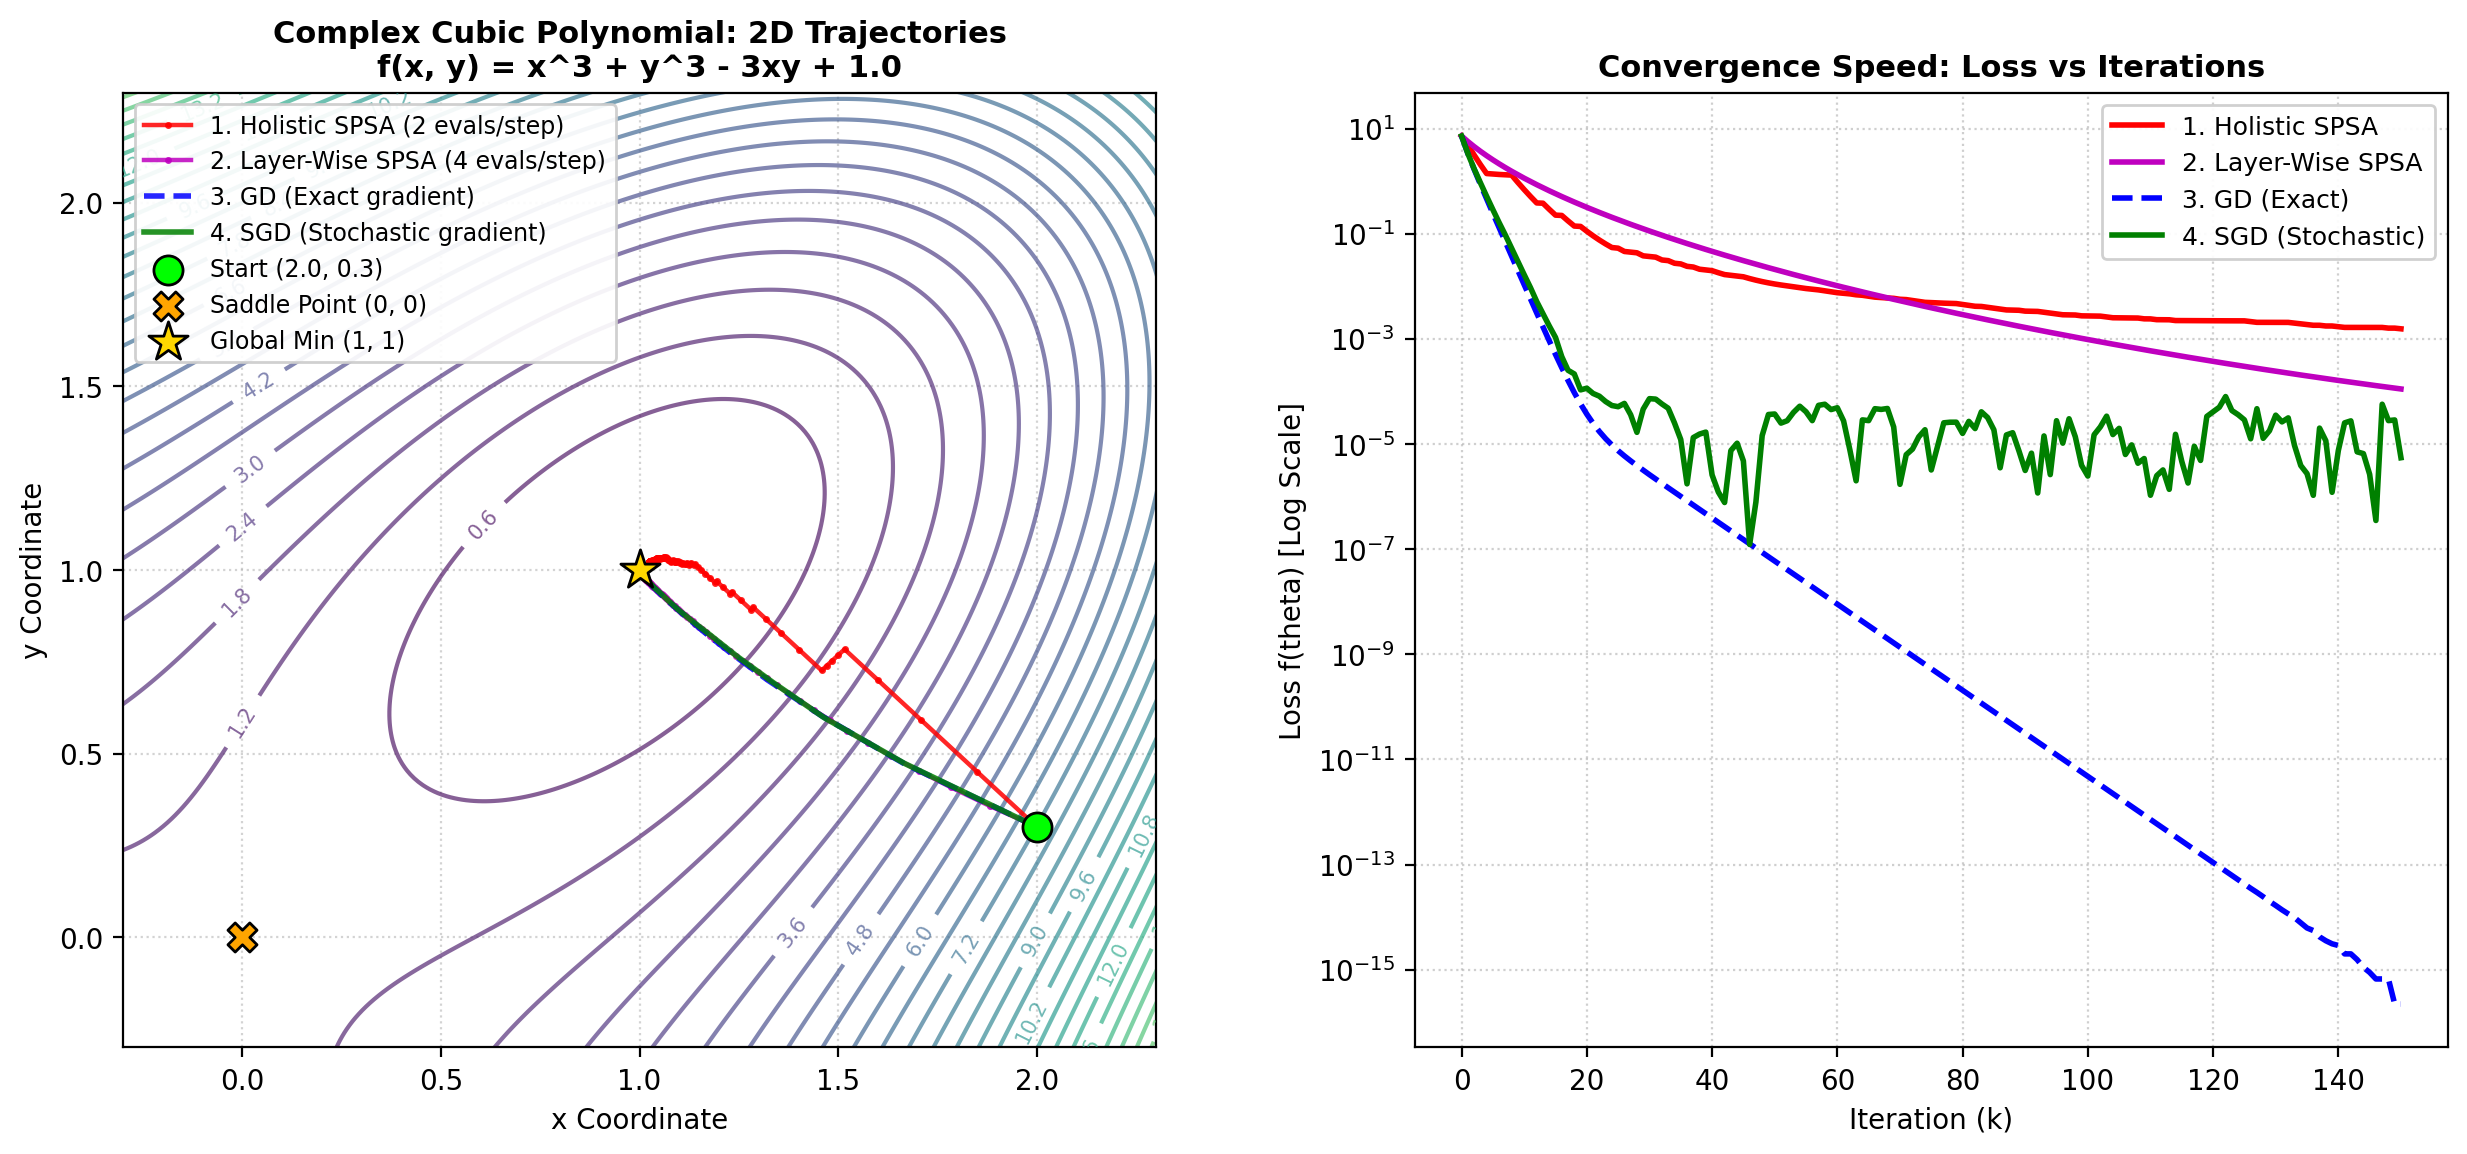 Complex Cubic Polynomial: 2D Trajectories
f(x, y) = x^3 + y^3 - 3xy + 1.0
1. Holistic SPSA (2 evals/step)
2. Layer-Wise SPSA (4 evals/step)
3. GD (Exact gradient)
4. SGD (Stochastic gradient)
Start (2.0, 0.3)
Saddle Point (0, 0)
Global Min (1, 1)
2.0
1.5
1.0
0.5
0.0
y Coordinate
4.2
3.0
2.4
1.8
1.2
0.6
3.6
4.8
6.0
7.2
9.0
9.6
10.2
10.8
12.0
0.0
0.5
1.0
1.5
2.0
x Coordinate
Convergence Speed: Loss vs Iterations
1. Holistic SPSA
2. Layer-Wise SPSA
3. GD (Exact)
4. SGD (Stochastic)
10^1
10^-1
10^-3
10^-5
10^-7
10^-9
10^-11
10^-13
10^-15
Loss f(theta) [Log Scale]
0
20
40
60
80
100
120
140
Iteration (k)